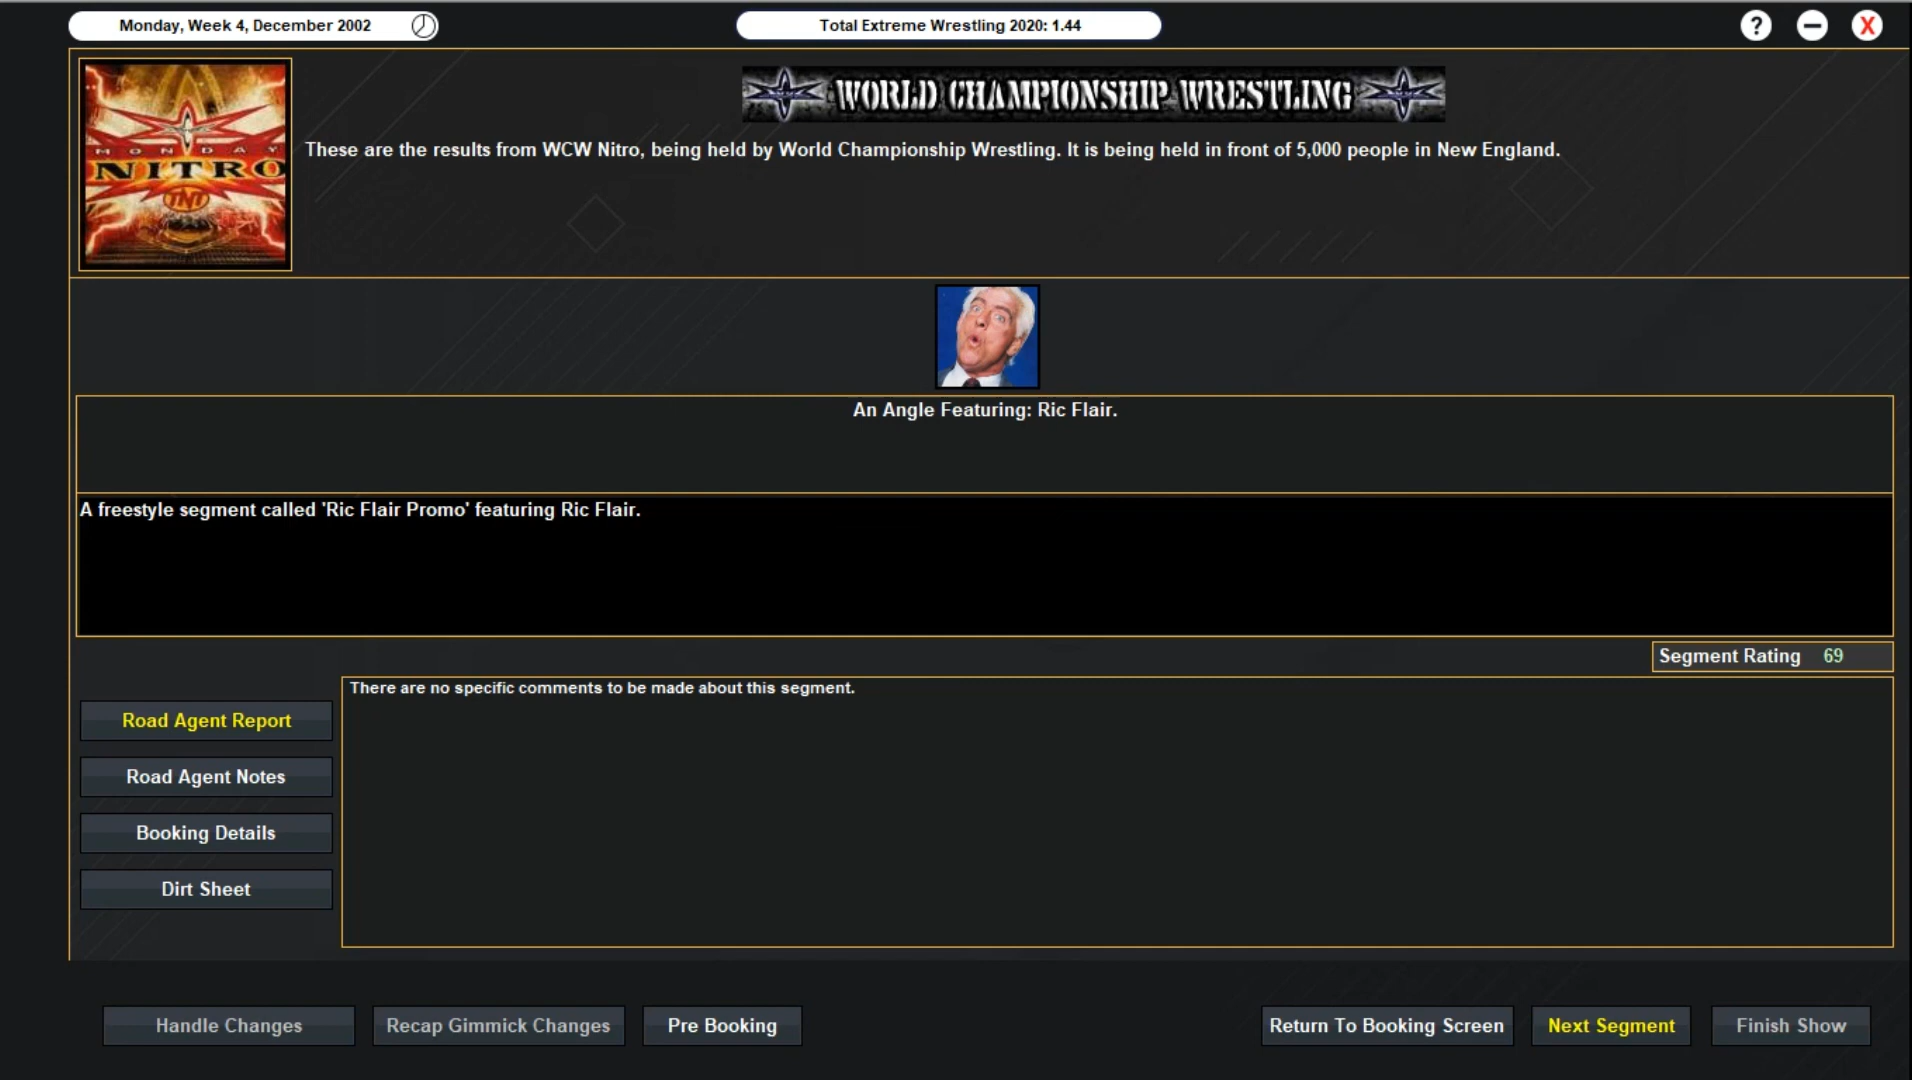 Monday, Week 4, December 2002
Total Extreme Wrestling 2020: 1.44
?
X
MONDAY
NITRO
TNT
WORLD CHAMPIONSHIP WRESTLING
These are the results from WCW Nitro, being held by World Championship Wrestling. It is being held in front of 5,000 people in New England.
An Angle Featuring: Ric Flair.
A freestyle segment called 'Ric Flair Promo' featuring Ric Flair.
Segment Rating 69
Road Agent Report
There are no specific comments to be made about this segment.
Road Agent Notes
Booking Details
Dirt Sheet
Handle Changes
Recap Gimmick Changes
Pre Booking
Return To Booking Screen
Next Segment
Finish Show